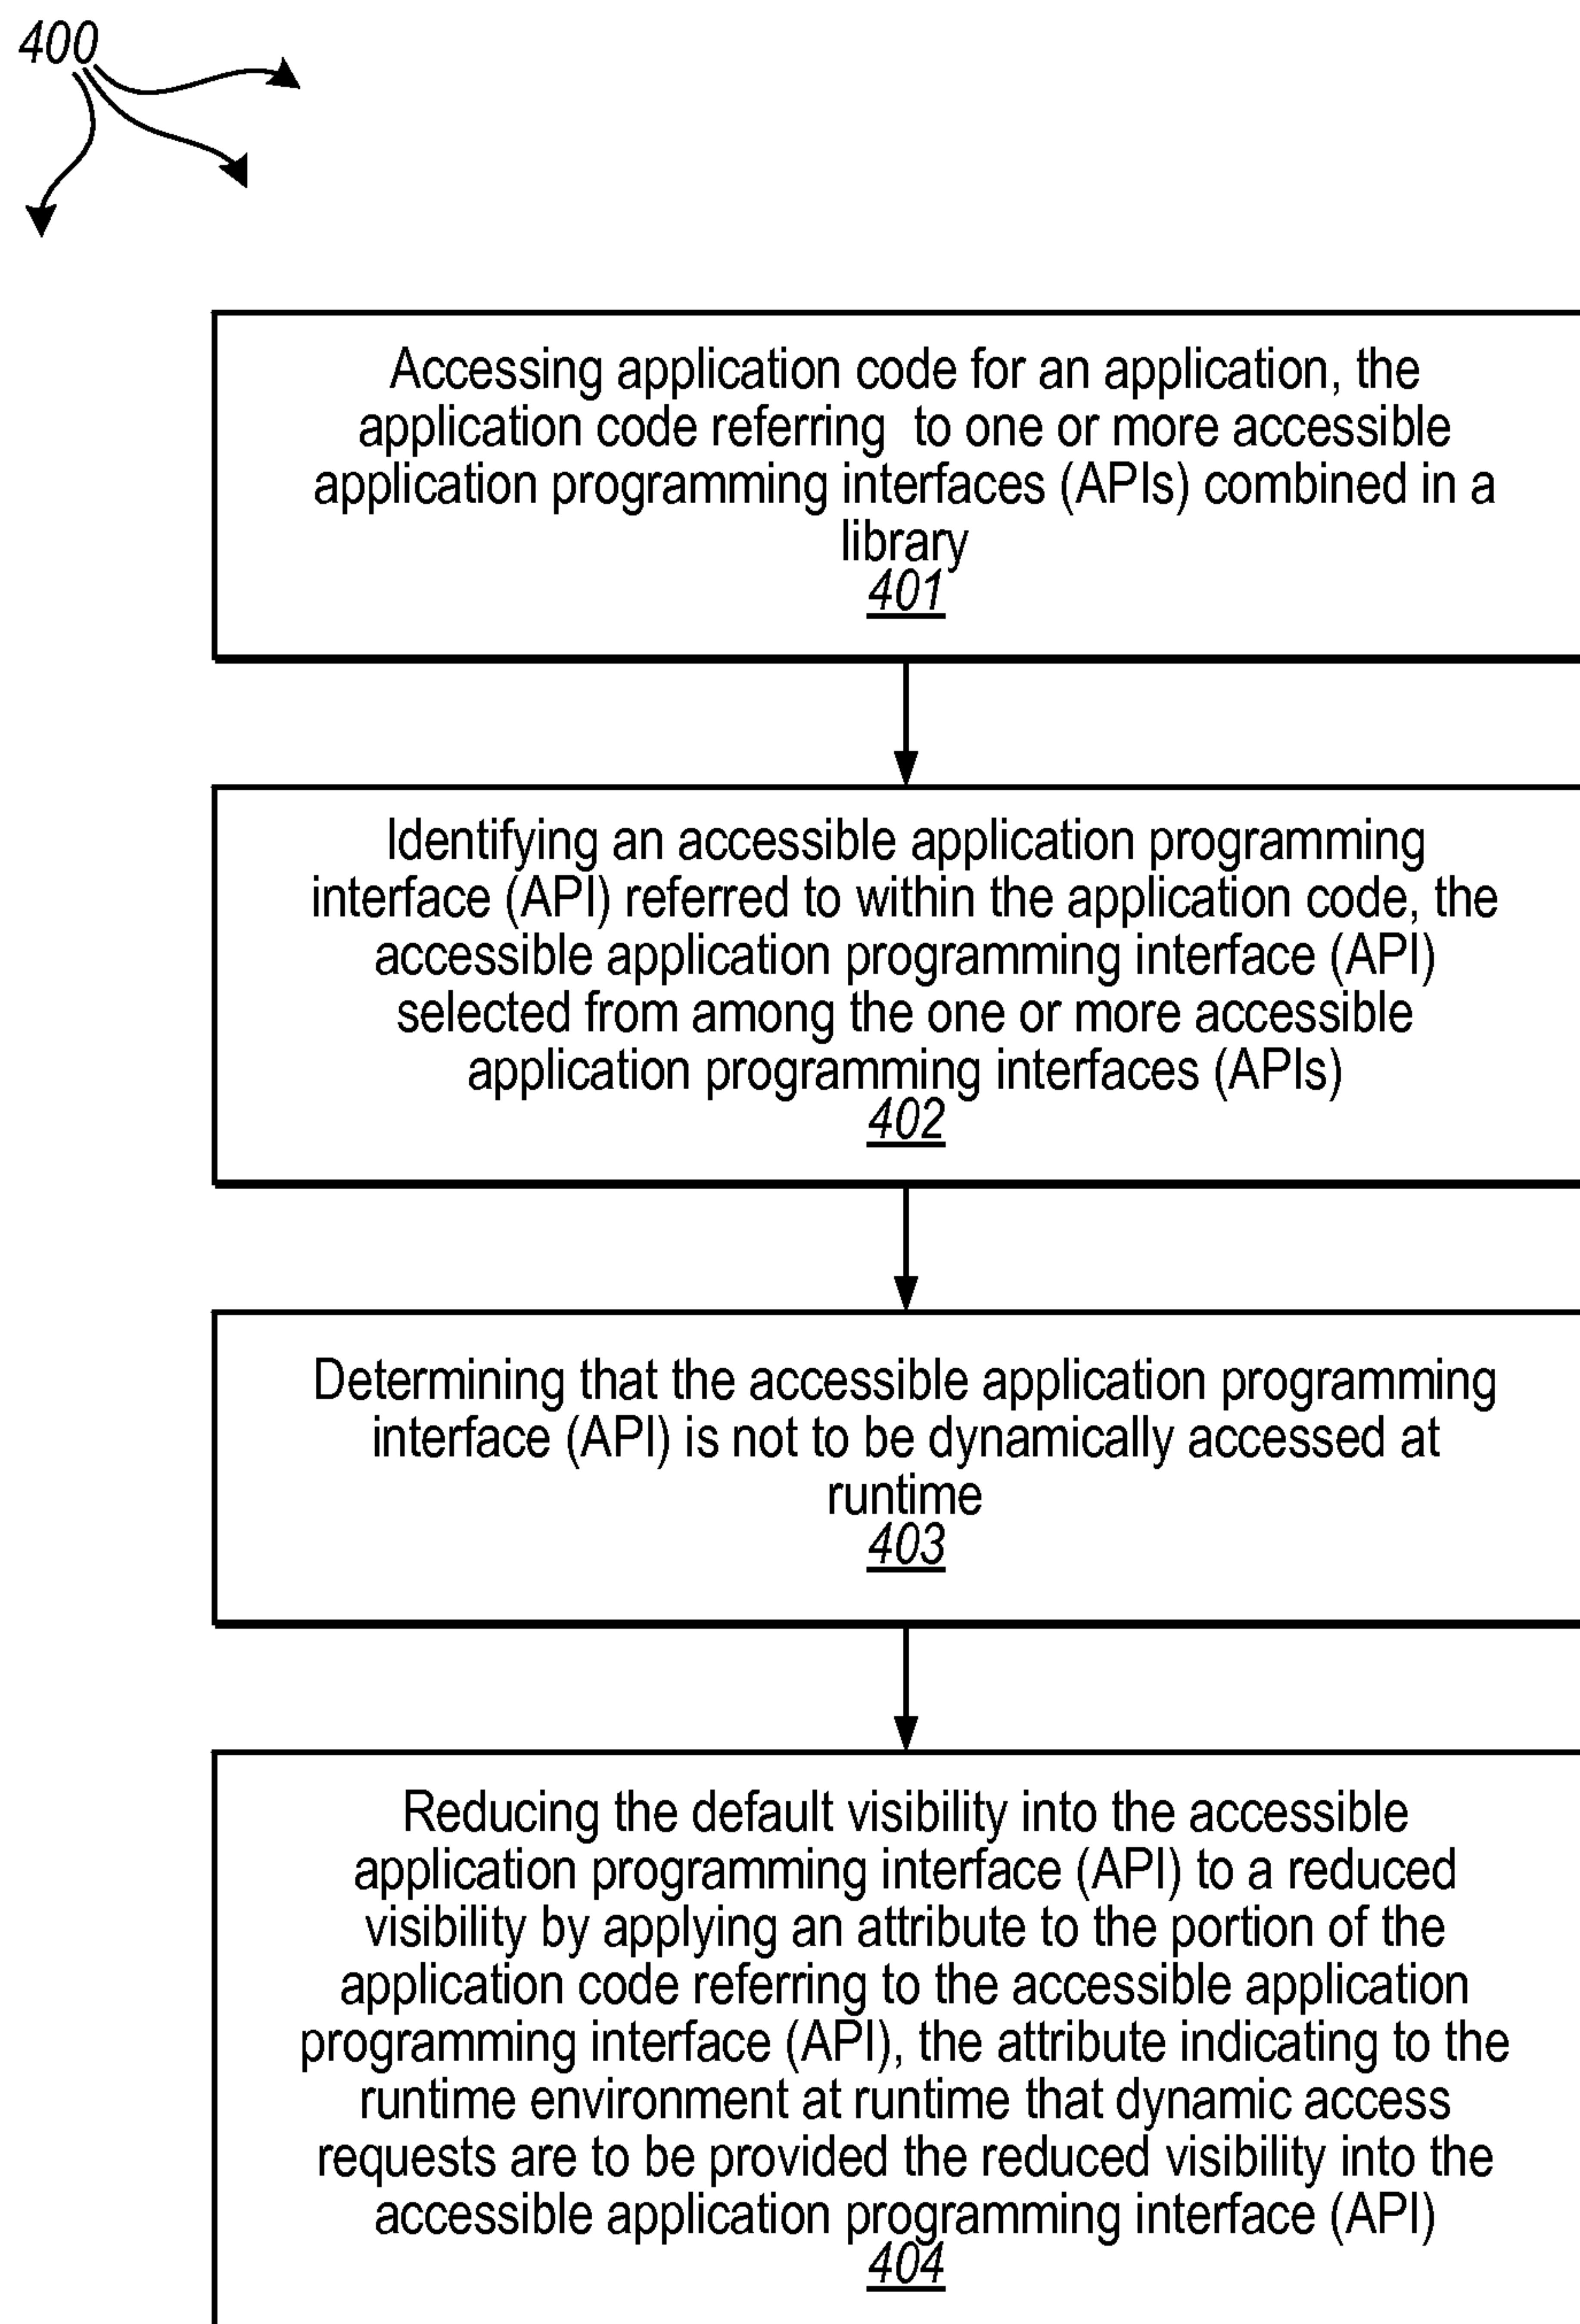 400
Accessing application code for an application, the
application code referring to one or more accessible
application programming interfaces (APIs) combined in a
library
401
Identifying an accessible application programming
interface (API) referred to within the application code, the
accessible application programming interface (API)
selected from among the one or more accessible
application programming interfaces (APIs)
402
Determining that the accessible application programming
interface (API) is not to be dynamically accessed at
runtime
403
Reducing the default visibility into the accessible
application programming interface (API) to a reduced
visibility by applying an attribute to the portion of the
application code referring to the accessible application
programming interface (API), the attribute indicating to the
runtime environment at runtime that dynamic access
requests are to be provided the reduced visibility into the
accessible application programming interface (API)
404